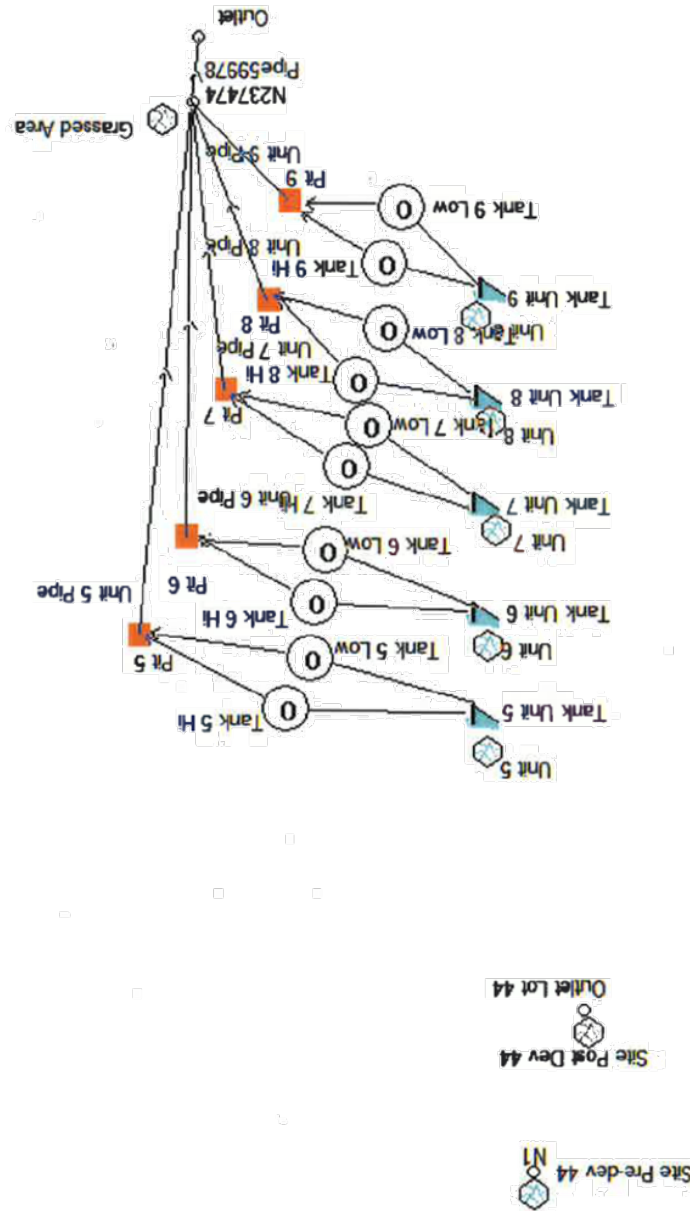 Site Pre-dev 44
N1
Site Post Dev 44
Outlet Lot 44
Unit 5
Tank Unit 5
Tank 5 Hi
Tank 5 Low
Pit 5
Unit 5 Pipe
Unit 6
Tank Unit 6
Tank 6 Hi
Tank 6 Low
Pit 6
Unit 6 Pipe
Unit 7
Tank Unit 7
Tank 7 Hi
Tank 7 Low
Pit 7
Unit 7 Pipe
Unit 8
Tank Unit 8
Tank 8 Hi
Tank 8 Low
Pit 8
Unit 8 Pipe
Tank Unit 9
Tank 9 Hi
Tank 9 Low
Pit 9
Unit 9 Pipe
0
0
0
0
0
0
0
0
0
0
Grassed Area
N237474
Pipe59978
Outlet